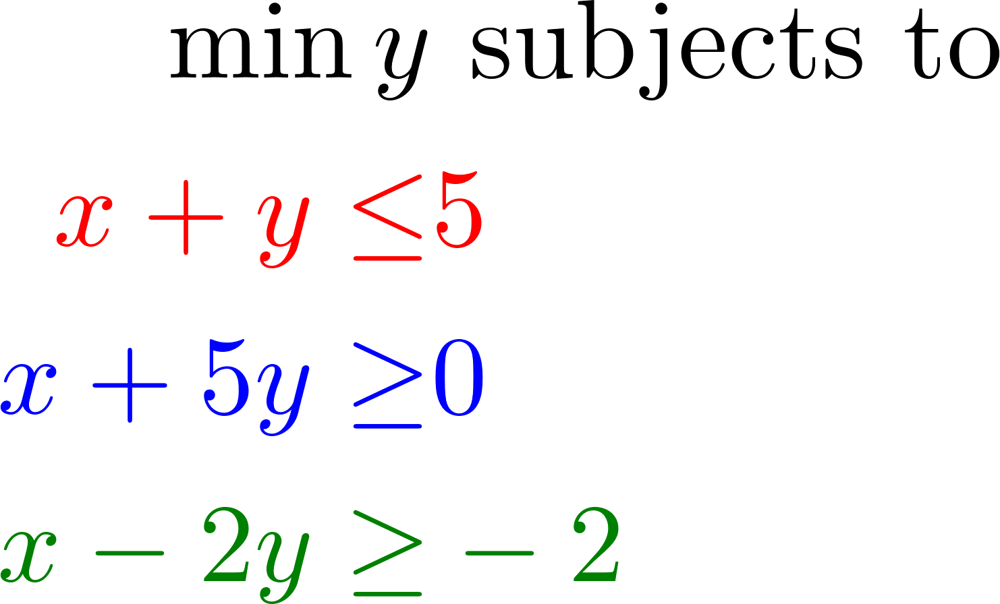 min y subjects to
x + y ≤ 5
x + 5y ≥ 0
x − 2y ≥ − 2